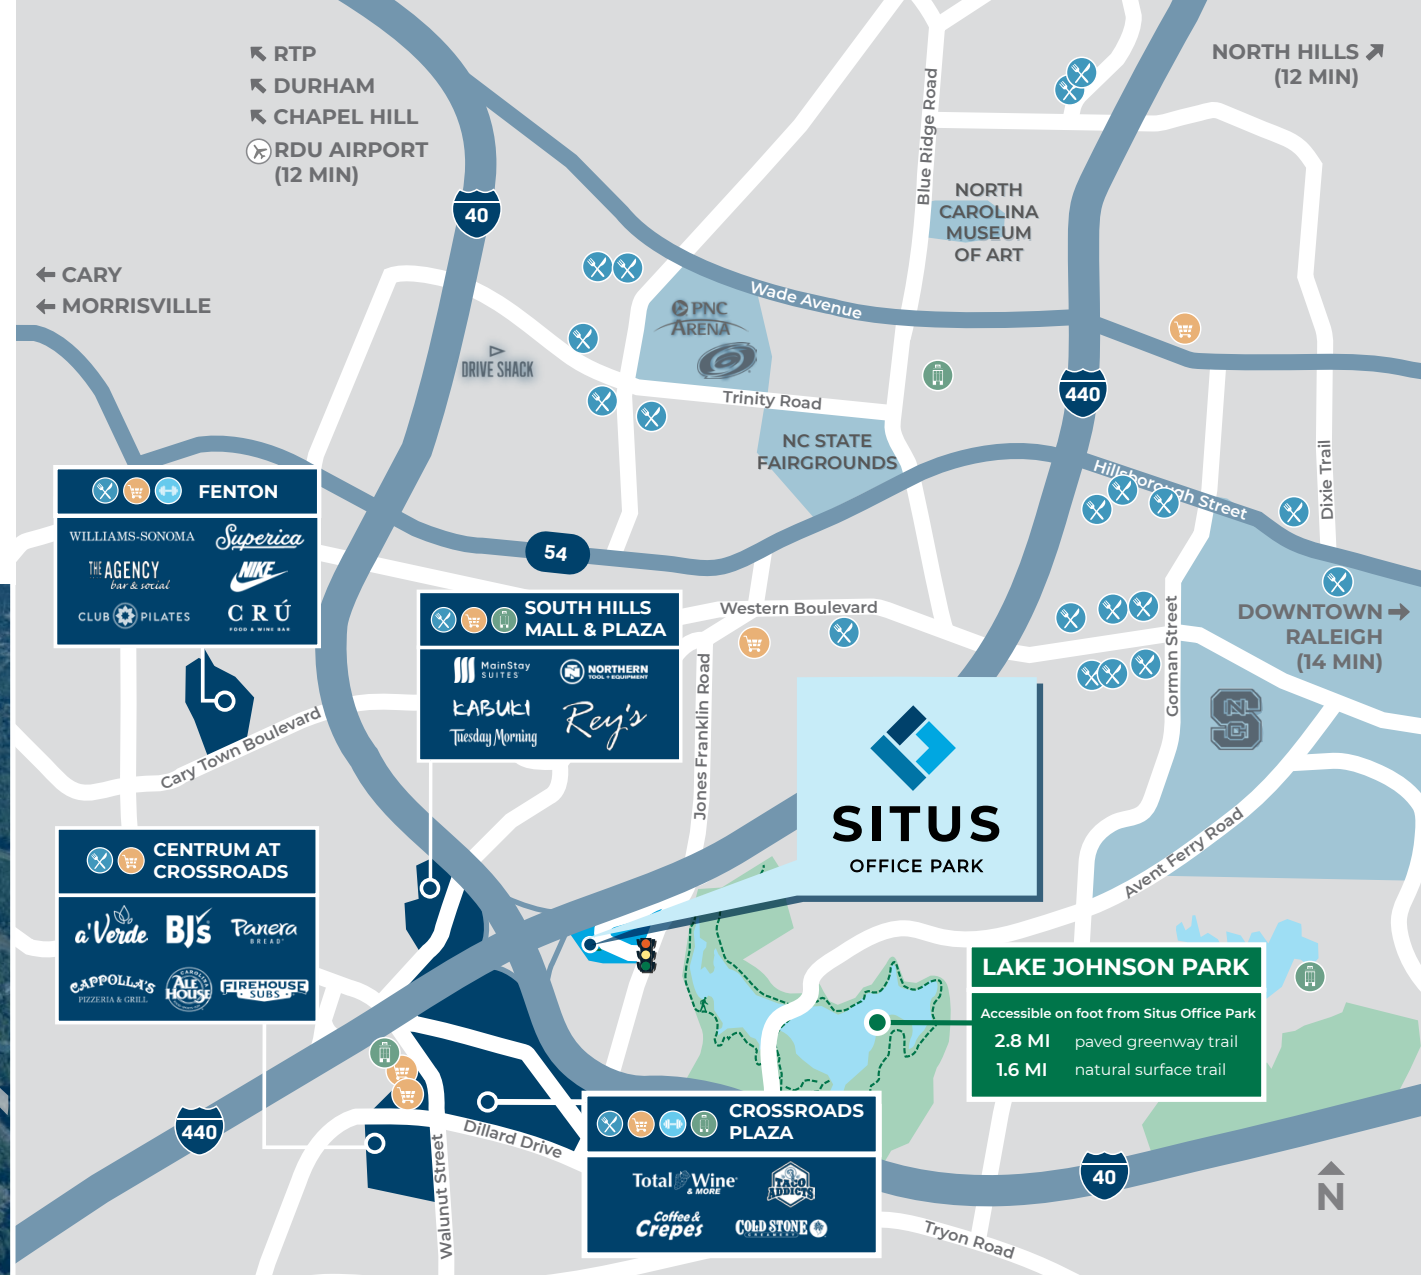 RTP
DURHAM
CHAPEL HILL
RDU AIRPORT
(12 MIN)
NORTH HILLS
(12 MIN)
40
Blue Ridge Road
NORTH
CAROLINA
MUSEUM
OF ART
CARY
MORRISVILLE
Wade Avenue
PNC
ARENA
DRIVE SHACK
Trinity Road
440
NC STATE
FAIRGROUNDS
Hillsborough Street
Dixie Trail
FENTON
WILLIAMS-SONOMA
Superica
THE AGENCY
bar & social
NIKE
CLUB PILATES
CRÚ
FOOD & WINE BAR
54
SOUTH HILLS
MALL & PLAZA
MainStay
SUITES
NORTHERN
TOOL + EQUIPMENT
KABUKI
Rey's
Tuesday Morning
Western Boulevard
Jones Franklin Road
Gorman Street
DOWNTOWN
RALEIGH
(14 MIN)
NCS
Cary Town Boulevard
SITUS
OFFICE PARK
Avent Ferry Road
CENTRUM AT
CROSSROADS
a'Verde
BJ's
Panera
BREAD
CAPPOLLA'S
PIZZERIA & GRILL
CAROLINA
ALE
HOUSE
FIREHOUSE
SUBS
LAKE JOHNSON PARK
Accessible on foot from Situs Office Park
2.8 MI paved greenway trail
1.6 MI natural surface trail
440
Walunut Street
Dillard Drive
CROSSROADS
PLAZA
Total Wine
& MORE
TACO
ADDICTS
Coffee &
Crepes
COLD STONE
CREAMERY
40
Tryon Road
N